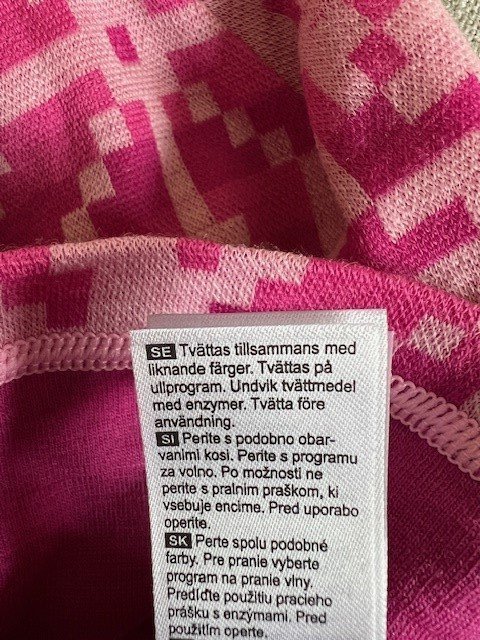 SE Tvättas tillsammans med
liknande färger. Tvättas på
ullprogram. Undvik tvättmedel
med enzymer. Tvätta före
användning.
SI Perite s podobno obar-
vanimi kosi. Perite s programu
za volno. Po možnosti ne
perite s pralnim praškom, ki
vsebuje encime. Pred uporabo
operite.
SK Perte spolu podobné
farby. Pre pranie vyberte
program na pranie vlny.
Predíďte použitiu pracieho
prášku s enzýmami. Pred
použitím operte.